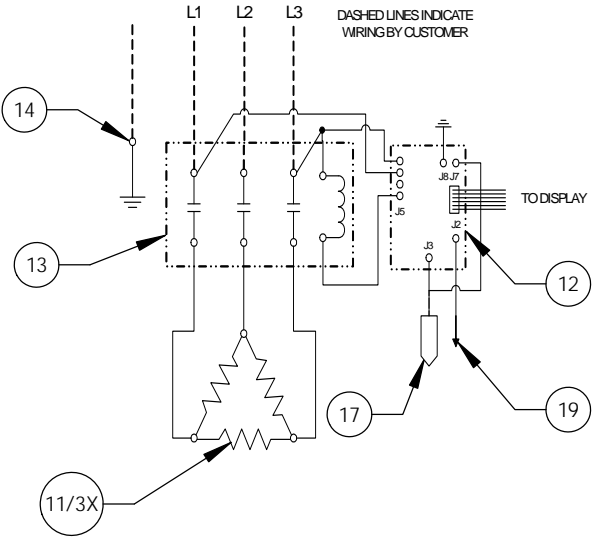 L1 L2 L3
DASHED LINES INDICATE
WIRING BY CUSTOMER
14
J8 J7
J5
TO DISPLAY
J2
J3
13
12
17
19
11/3X